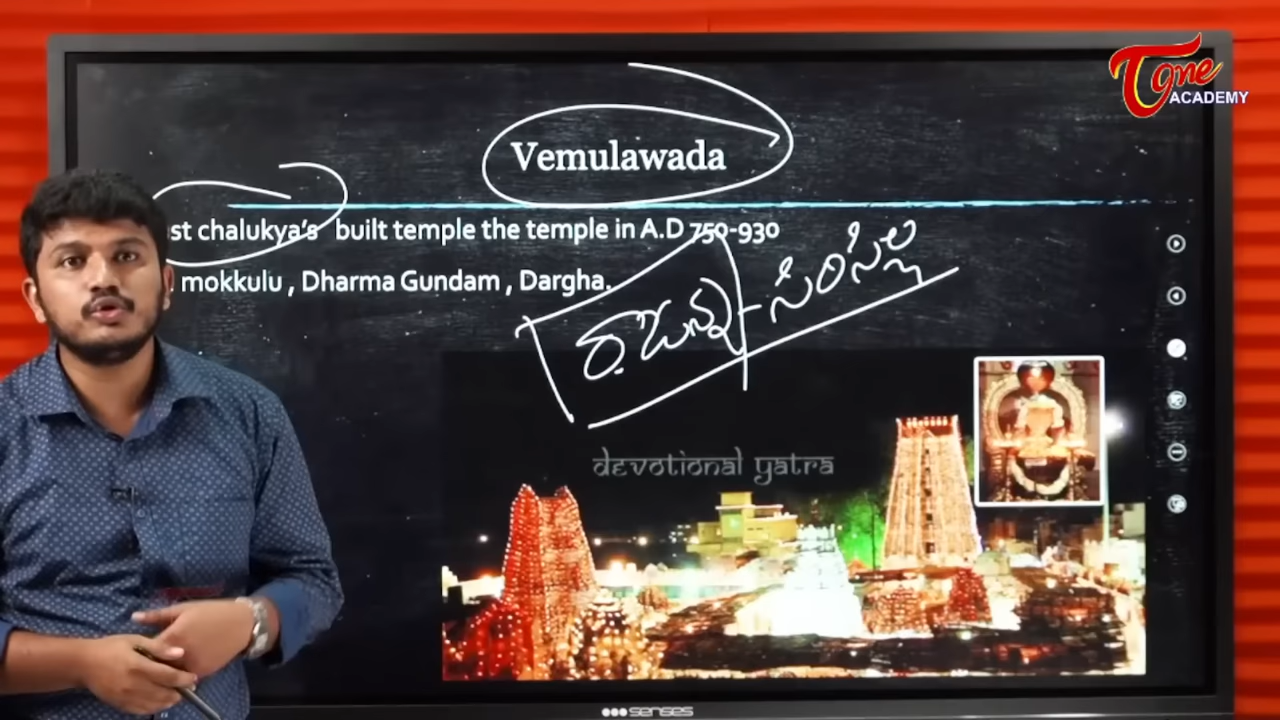 Tone
ACADEMY
Vemulawada
st chalukya's built temple the temple in A.D 750-930
mokkulu , Dharma Gundam , Dargha.
రాజన్న - సిరిసిల్ల
devotional yatra
senses